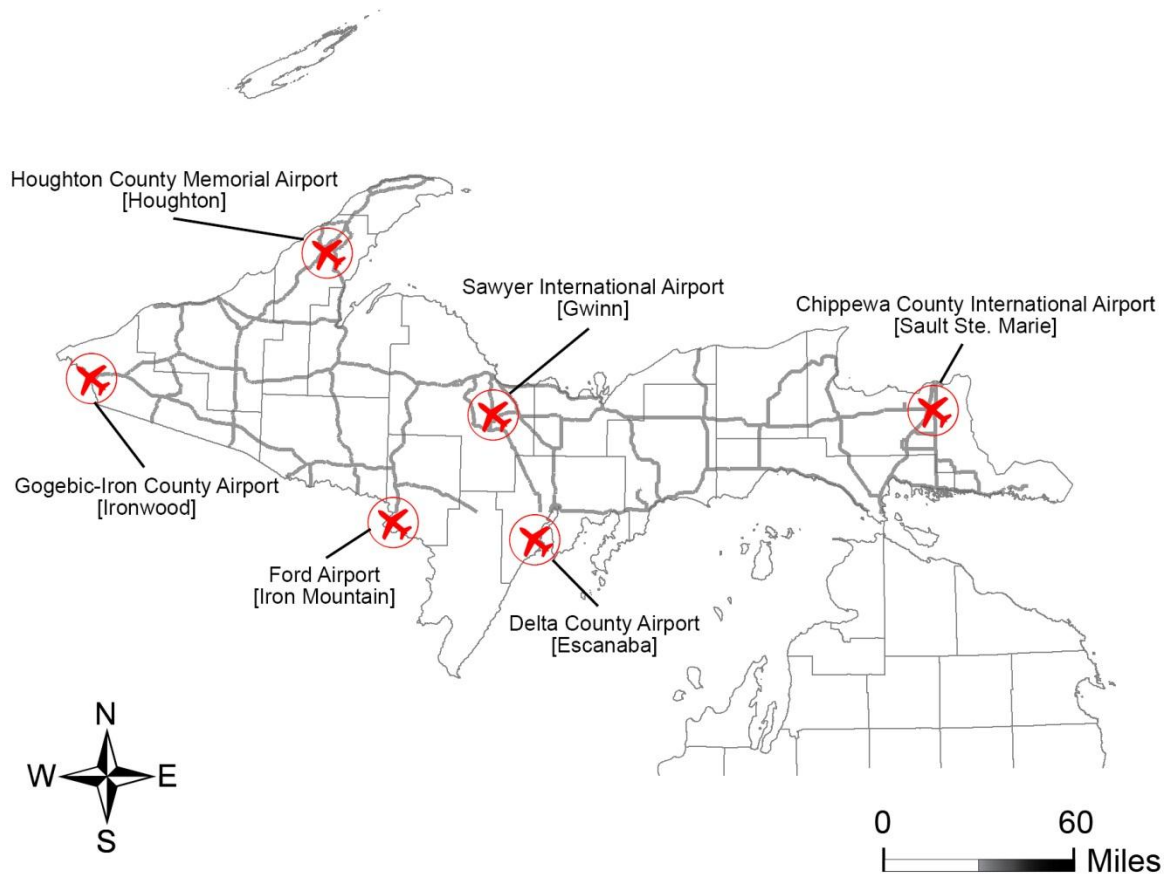 Houghton County Memorial Airport
[Houghton]
Sawyer International Airport
[Gwinn]
Chippewa County International Airport
[Sault Ste. Marie]
Gogebic-Iron County Airport
[Ironwood]
Ford Airport
[Iron Mountain]
Delta County Airport
[Escanaba]
N
W E
S
0 60
Miles